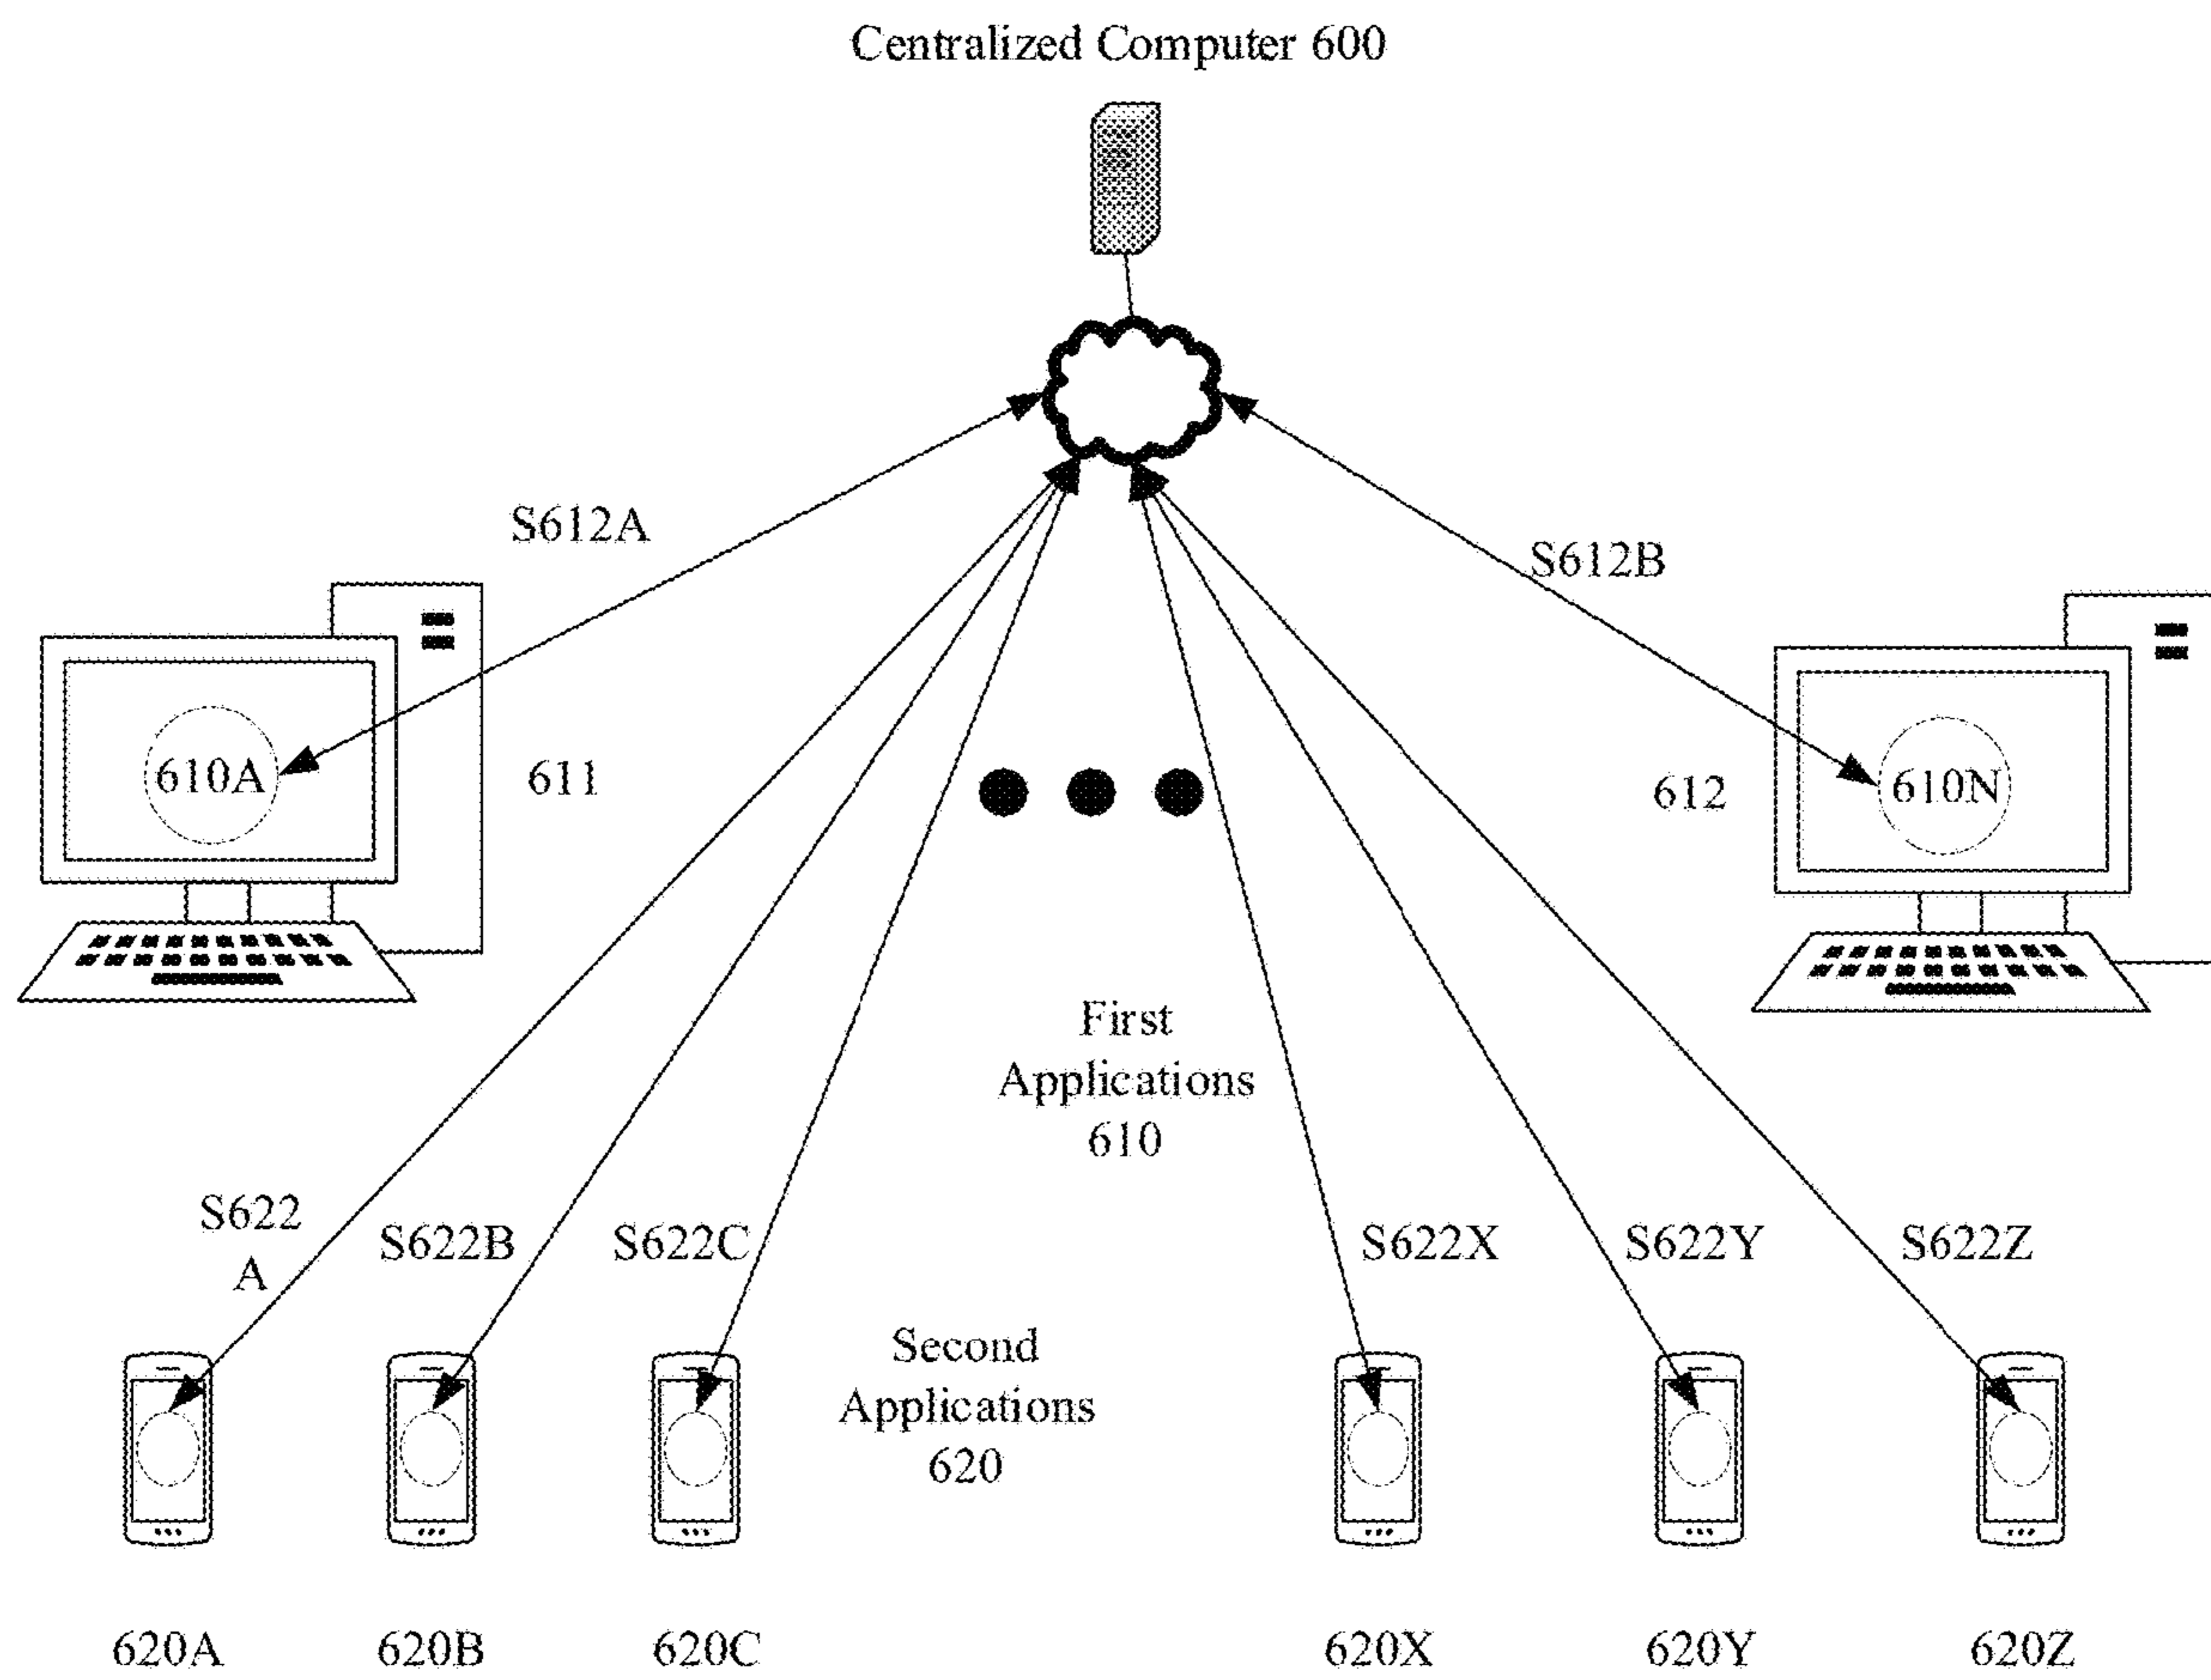 Centralized Computer 600
S612A
S612B
610A
611
612
610N
First
Applications
610
S622
A
S622B
S622C
S622X
S622Y
S622Z
Second
Applications
620
620A
620B
620C
620X
620Y
620Z